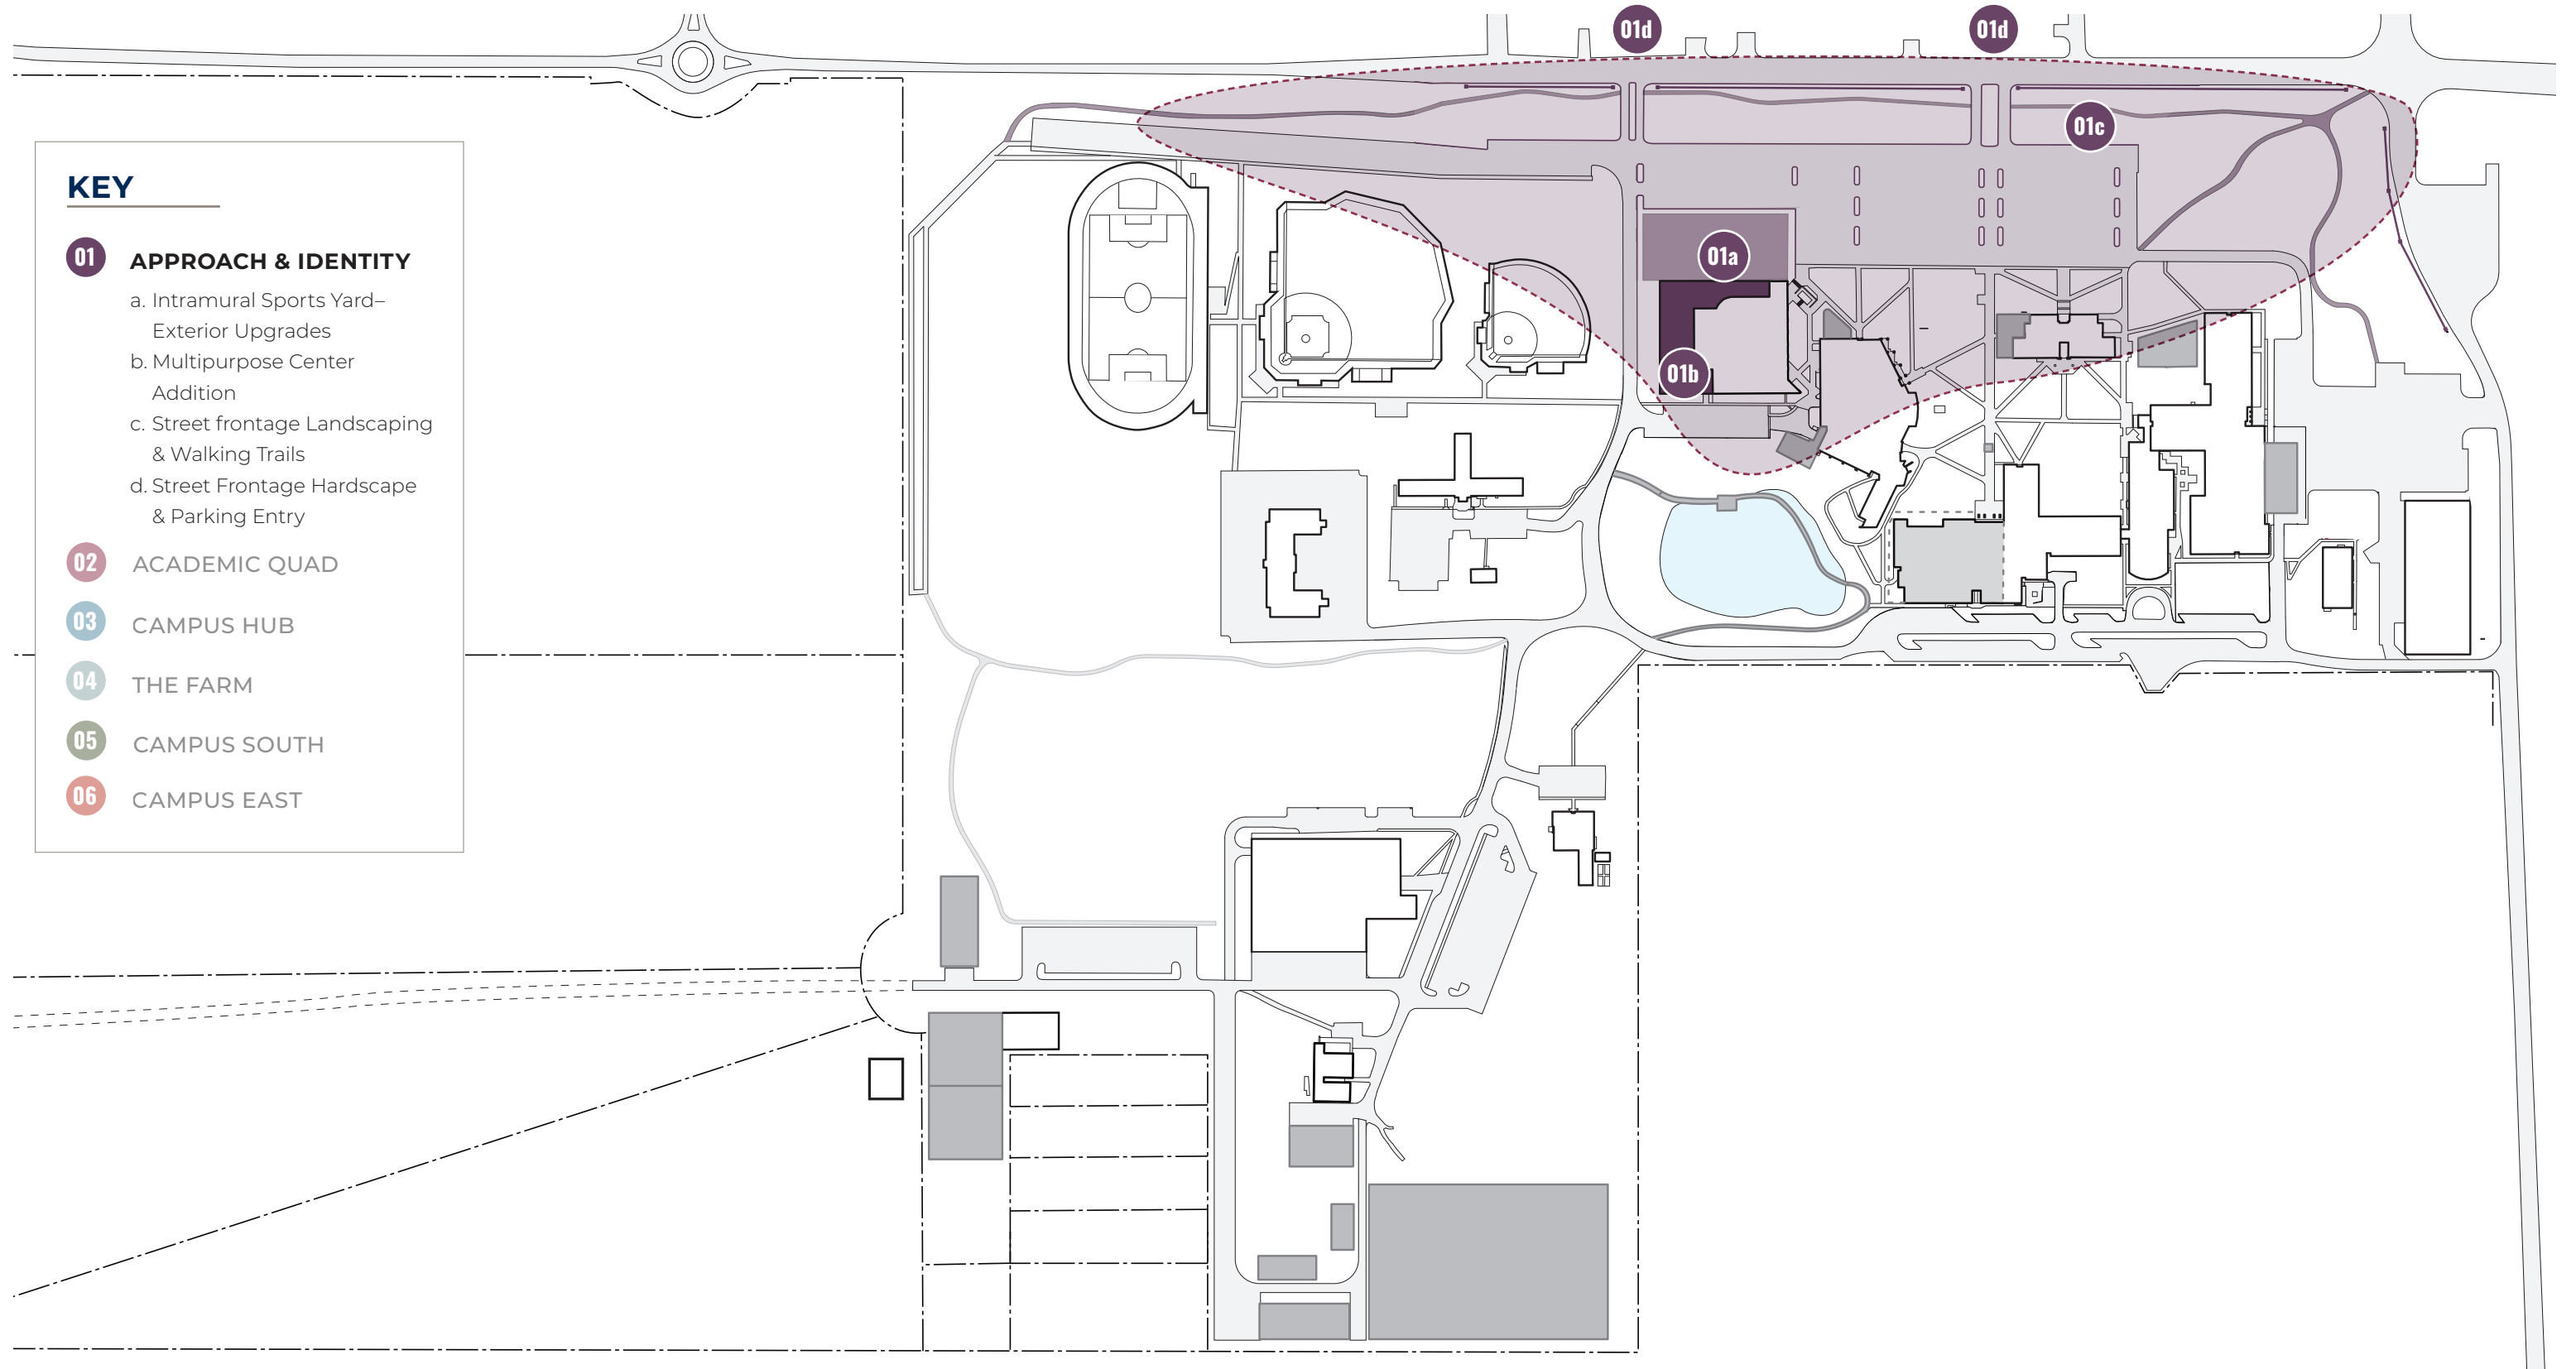 01d
01d
01c
KEY
01a
01 APPROACH & IDENTITY
a. Intramural Sports Yard–
Exterior Upgrades
b. Multipurpose Center
Addition
01b
c. Street frontage Landscaping
& Walking Trails
d. Street Frontage Hardscape
& Parking Entry
02 ACADEMIC QUAD
03 CAMPUS HUB
04 THE FARM
05 CAMPUS SOUTH
06 CAMPUS EAST